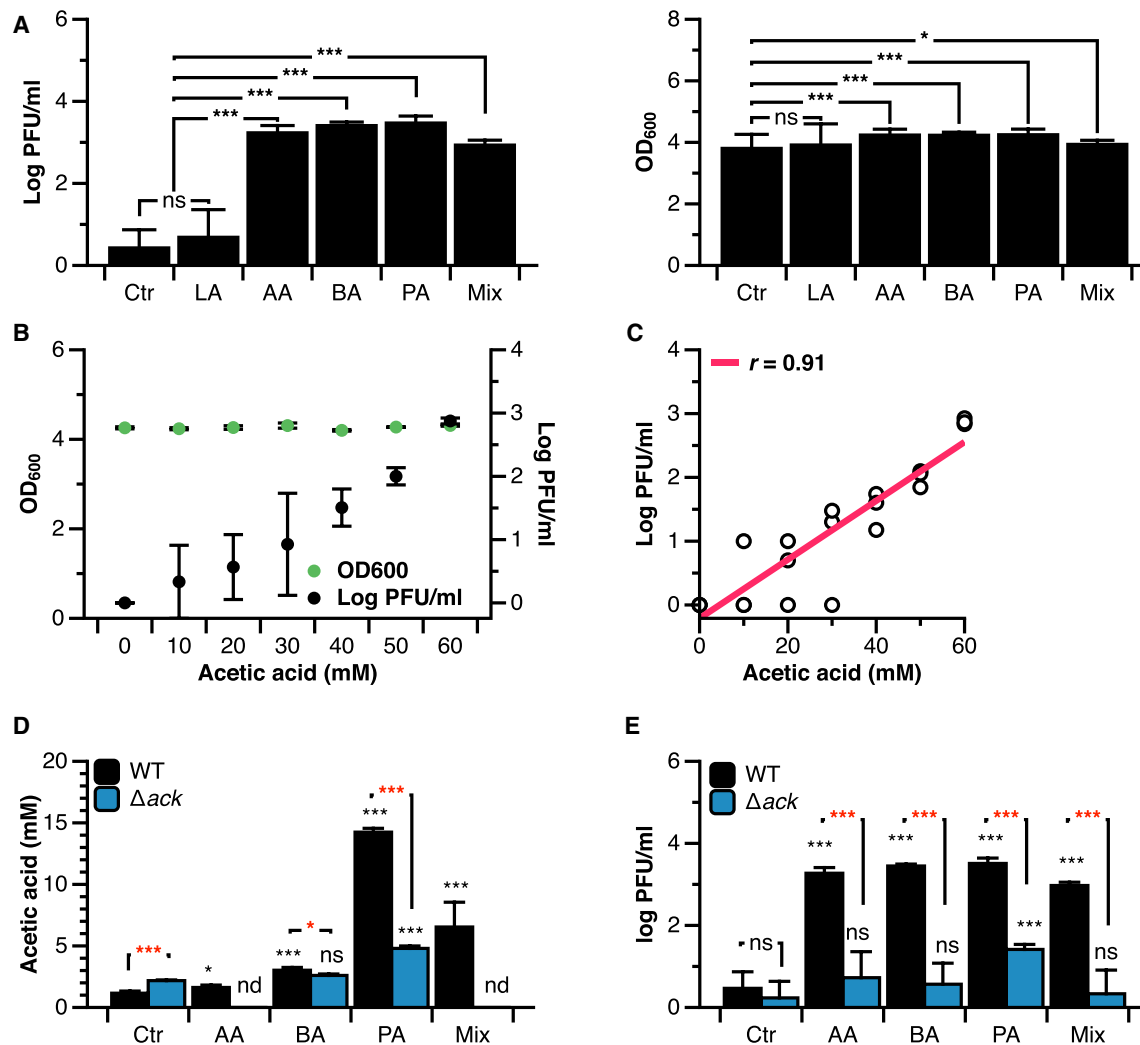 A
Log PFU/ml
6
4
2
0
***
***
***
***
ns
Ctr LA AA BA PA Mix
OD600
8
6
4
2
0
*
***
***
***
ns
Ctr LA AA BA PA Mix
B
OD600
6
4
2
0
Log PFU/ml
4
3
2
1
0
OD600
Log PFU/ml
0 10 20 30 40 50 60
Acetic acid (mM)
C
Log PFU/ml
4
3
2
1
0
r = 0.91
0 20 40 60
Acetic acid (mM)
D
Acetic acid (mM)
20
15
10
5
0
WT
Δack
***
***
***
*
*** ns
***
***
* nd
nd
Ctr AA BA PA Mix
E
log PFU/ml
6
4
2
0
WT
Δack
*** *** *** ***
*** *** *** ***
ns ns ns *** ns
Ctr AA BA PA Mix